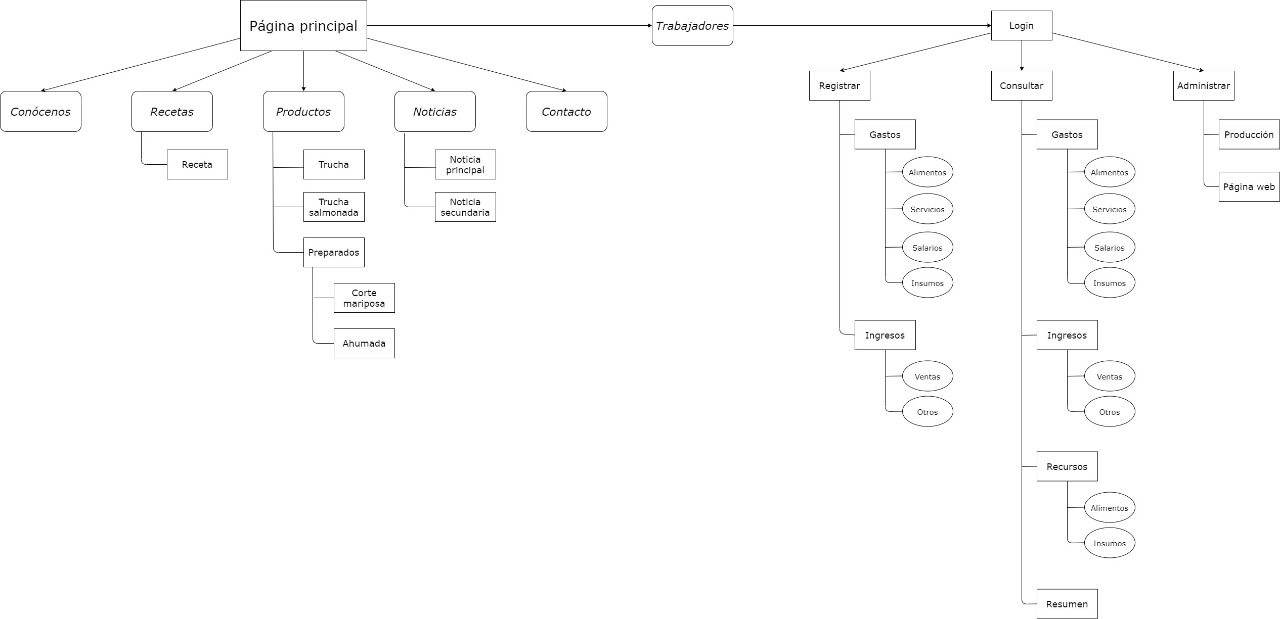 Página principal
Trabajadores
Login
Conócenos
Recetas
Productos
Noticias
Contacto
Receta
Trucha
Trucha
salmonada
Preparados
Corte
mariposa
Ahumada
Noticia
principal
Noticia
secundaria
Registrar
Consultar
Administrar
Gastos
Alimentos
Servicios
Salarios
Insumos
Ingresos
Ventas
Otros
Gastos
Alimentos
Servicios
Salarios
Insumos
Ingresos
Ventas
Otros
Recursos
Alimentos
Insumos
Resumen
Producción
Página web